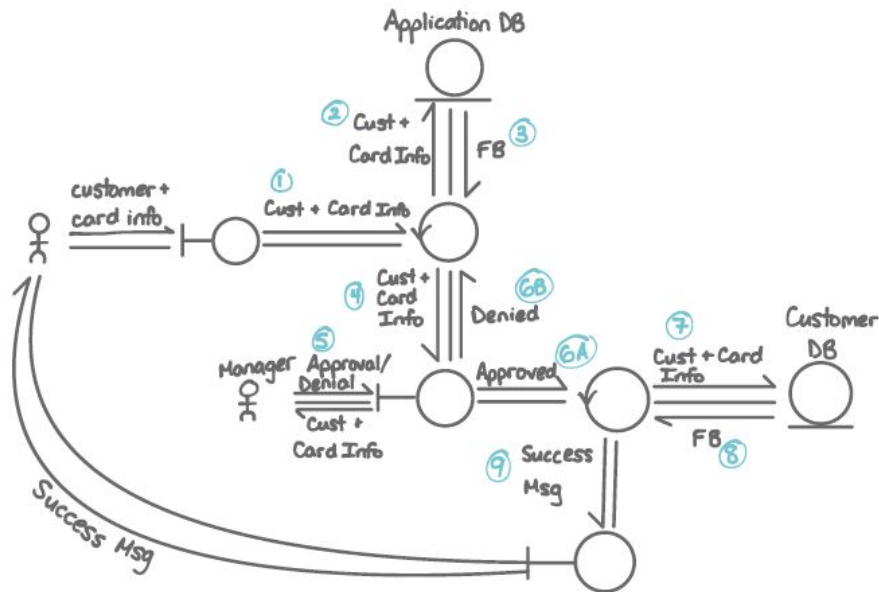 Application DB
②
Cust +
Card Info
FB
③
customer +
card info
①
Cust + Card Info
④
Cust +
Card
Info
6B
Denied
⑤
Manager
Approval/
Denial
Cust +
Card Info
6A
Approved
⑦
Cust + Card
Info
Customer
DB
FB
⑧
⑨
Success
Msg
Success Msg